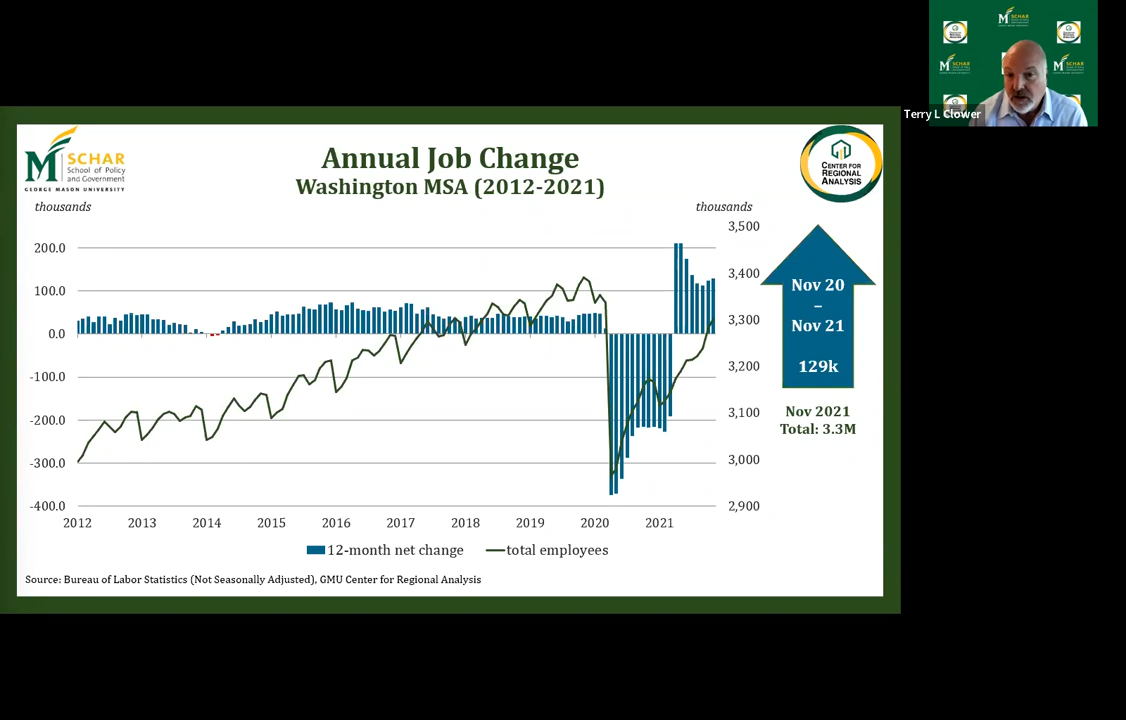 SCHAR
Terry L Clower
M SCHAR
School of Policy
and Government
GEORGE MASON UNIVERSITY
Annual Job Change
Washington MSA (2012-2021)
CENTER FOR
REGIONAL
ANALYSIS
thousands
thousands
200.0
100.0
0.0
-100.0
-200.0
-300.0
-400.0
3,500
3,400
3,300
3,200
3,100
3,000
2,900
2012 2013 2014 2015 2016 2017 2018 2019 2020 2021
12-month net change
total employees
Nov 20
–
Nov 21
129k
Nov 2021
Total: 3.3M
Source: Bureau of Labor Statistics (Not Seasonally Adjusted), GMU Center for Regional Analysis